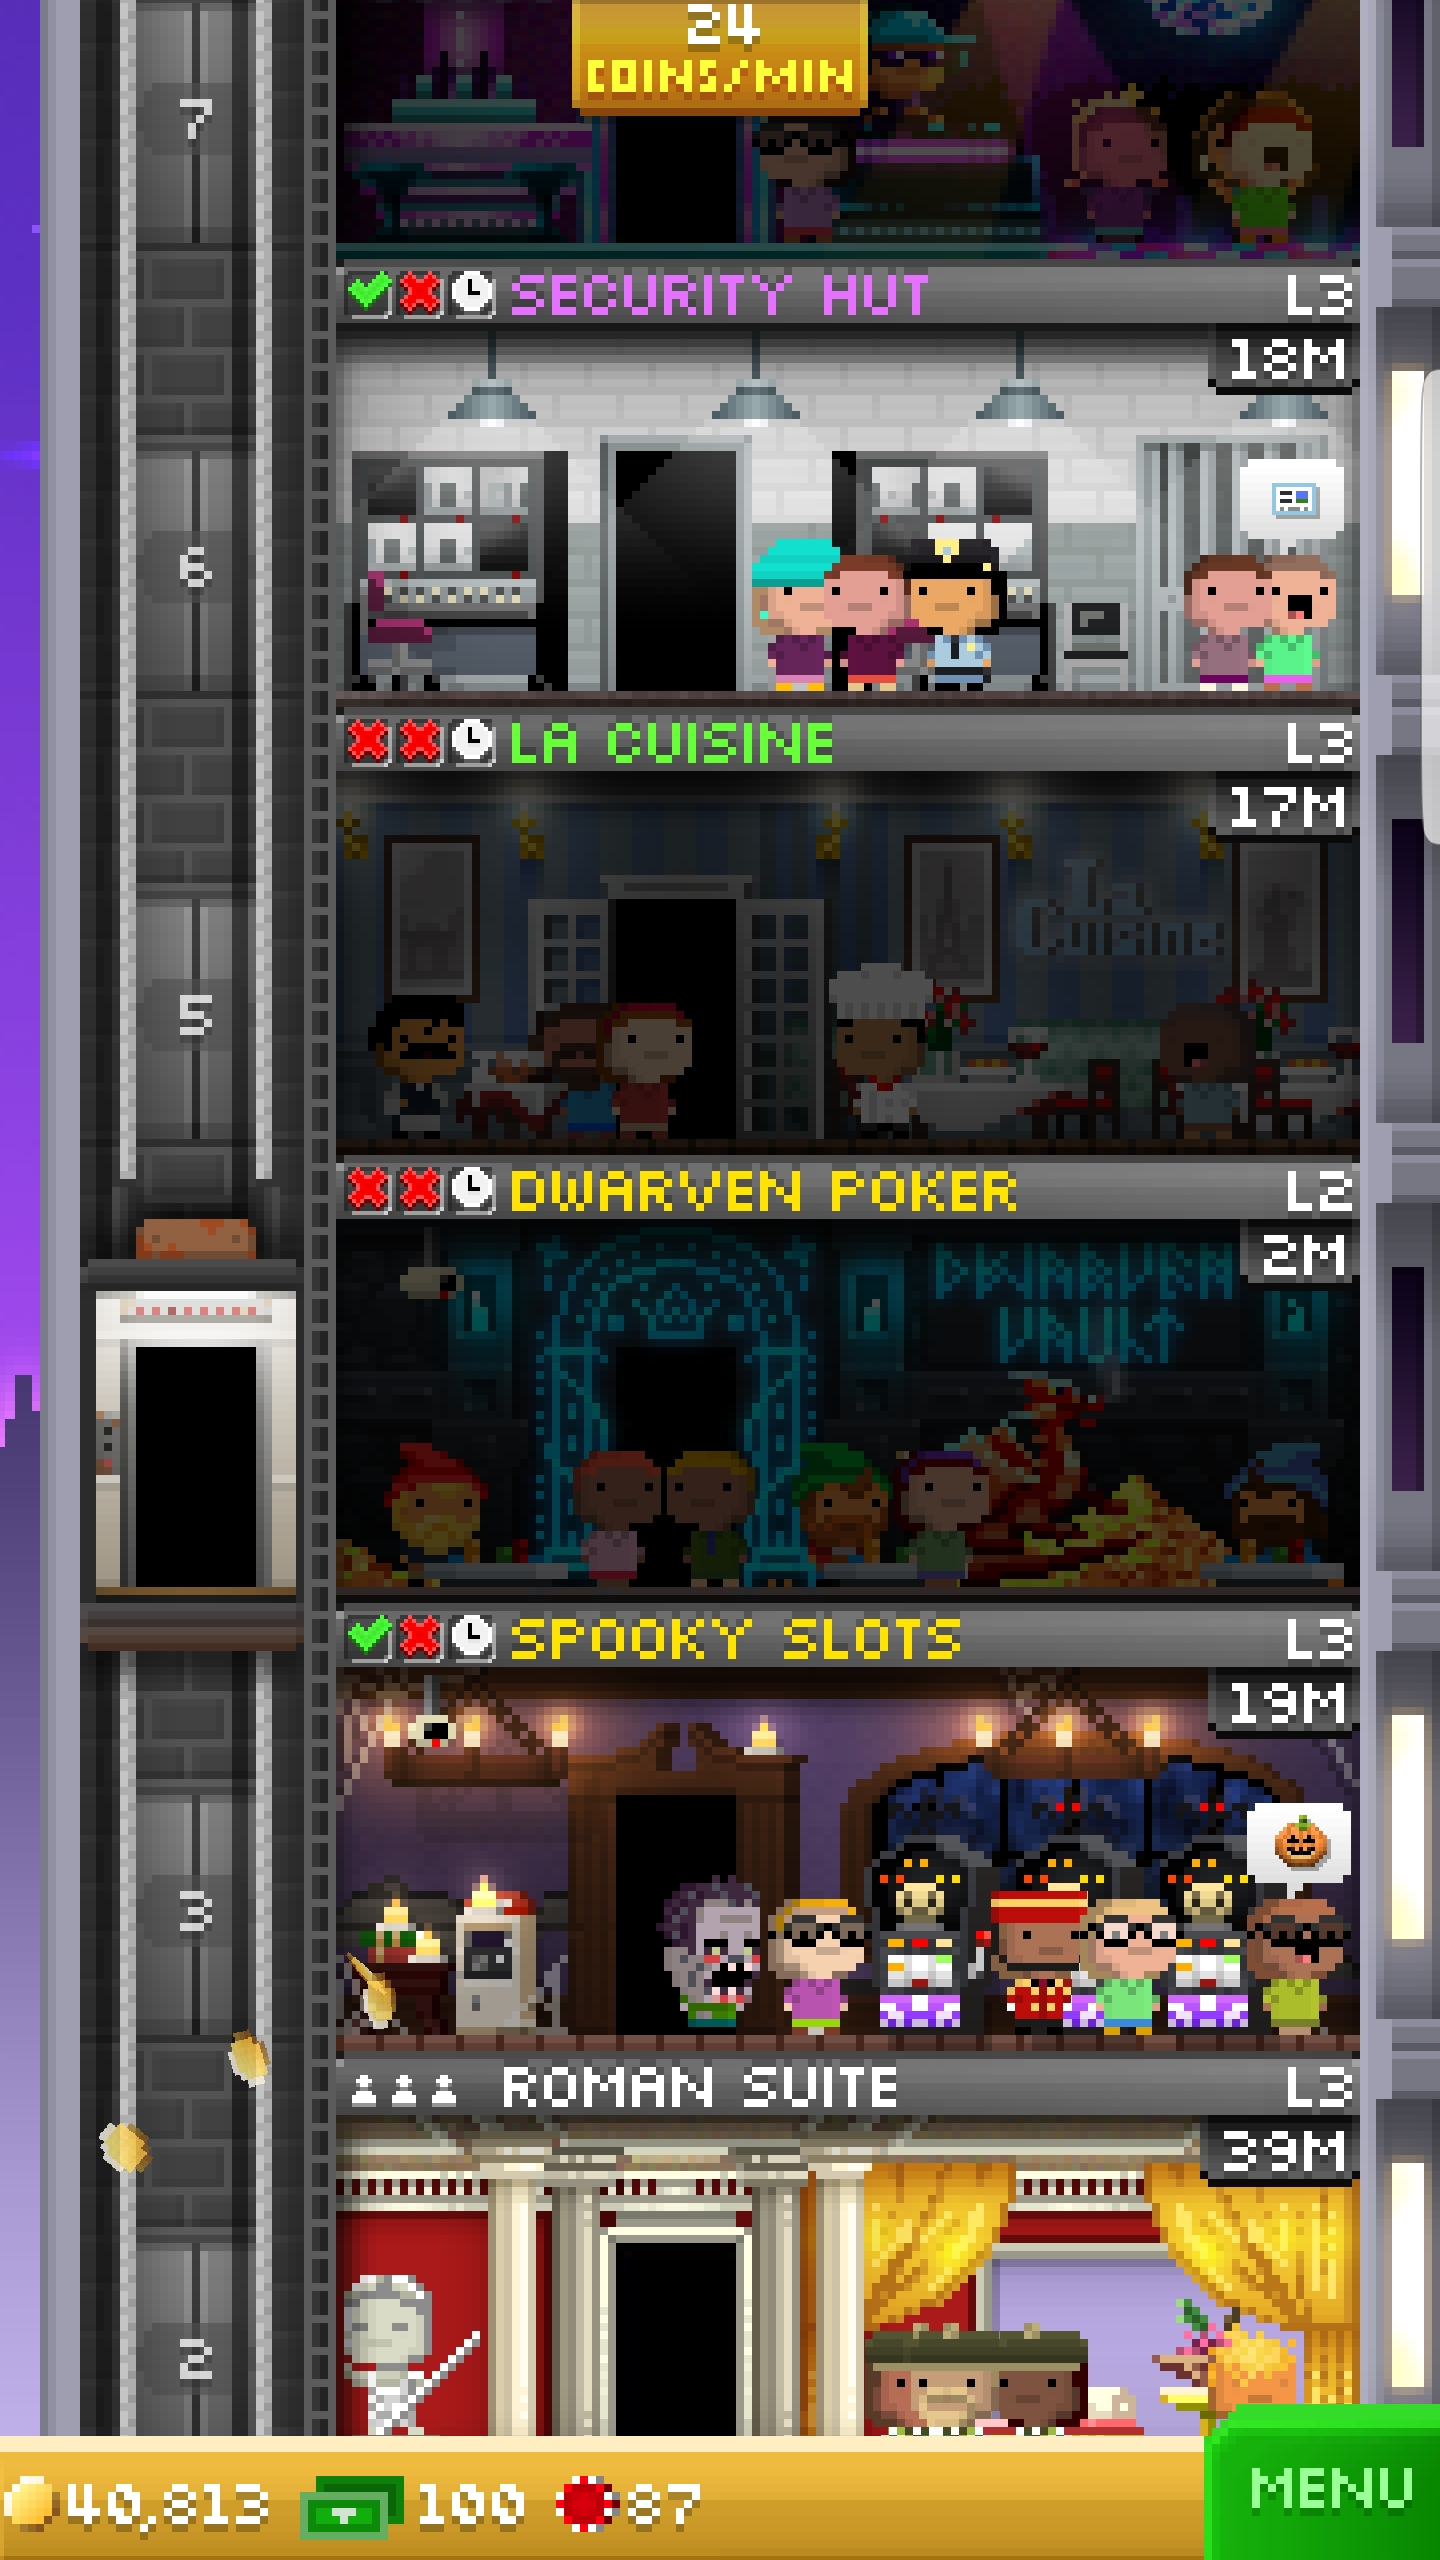 24
COINS/MIN
7
SECURITY HUT L3
18M
6
LA CUISINE L3
17M
La
Cuisine
5
DWARVEN POKER L2
2M
DWARVEN
VAULT
SPOOKY SLOTS L3
19M
3
ROMAN SUITE L3
39M
2
40,813 100 87
MENU